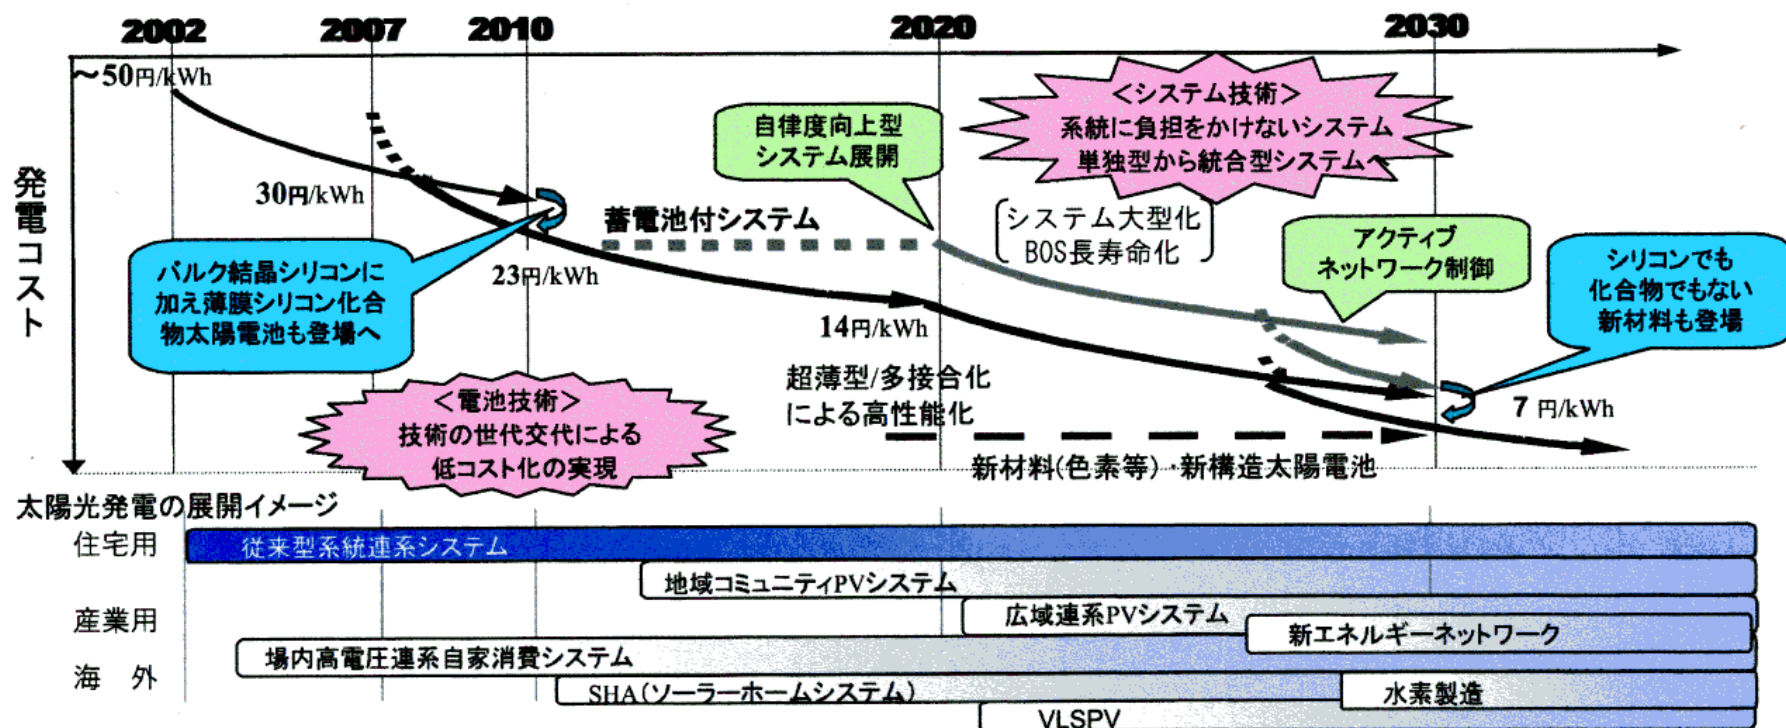 2002
2007
2010
2020
2030
～50円/kWh
発電コスト
30円/kWh
23円/kWh
14円/kWh
7 円/kWh
自律度向上型
システム展開
＜システム技術＞
系統に負担をかけないシステム
単独型から統合型システムへ
蓄電池付システム
システム大型化
BOS長寿命化
アクティブ
ネットワーク制御
シリコンでも
化合物でもない
新材料も登場
バルク結晶シリコンに
加え薄膜シリコン化合
物太陽電池も登場へ
＜電池技術＞
技術の世代交代による
低コスト化の実現
超薄型/多接合化
による高性能化
新材料(色素等)・新構造太陽電池
太陽光発電の展開イメージ
住宅用
従来型系統連系システム
地域コミュニティPVシステム
産業用
広域連系PVシステム
新エネルギーネットワーク
場内高電圧連系自家消費システム
海 外
SHA(ソーラーホームシステム)
水素製造
VLSPV